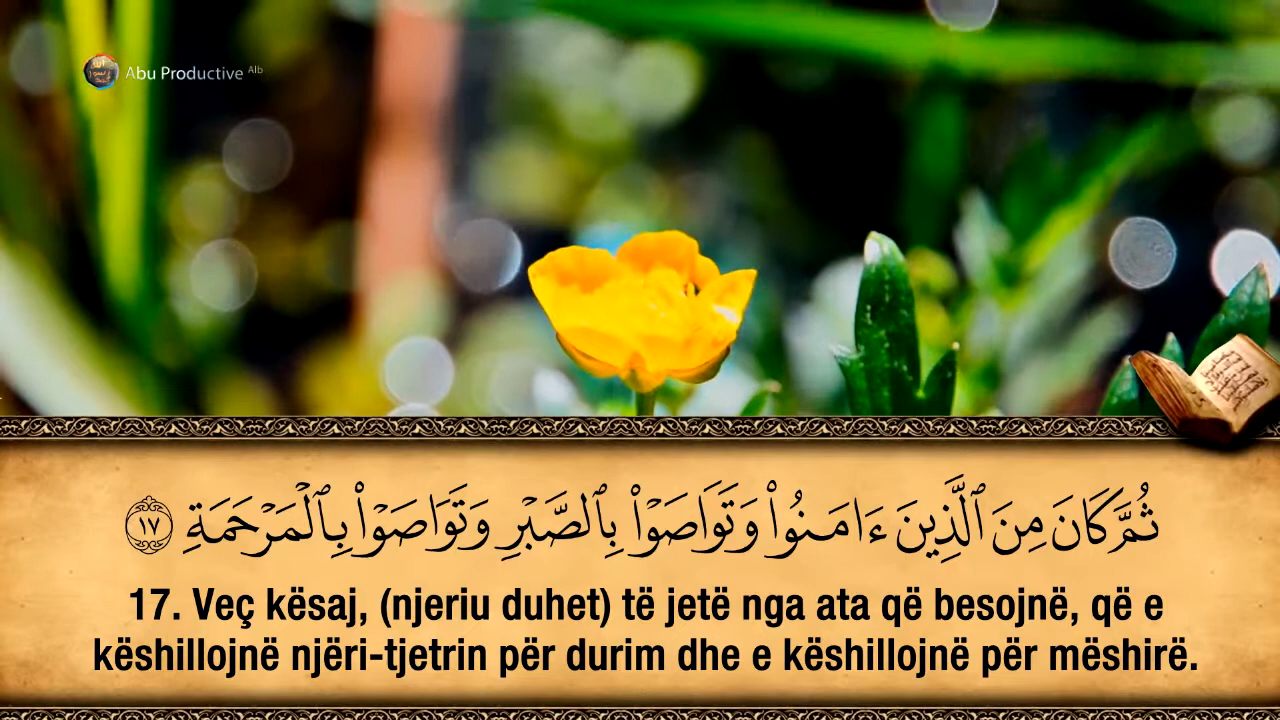 Abu Productive Alb
ثُمَّ كَانَ مِنَ ٱلَّذِينَ ءَامَنُوا۟ وَتَوَاصَوْا۟ بِٱلصَّبْرِ وَتَوَاصَوْا۟ بِٱلْمَرْحَمَةِ ١٧
17. Veç kësaj, (njeriu duhet) të jetë nga ata që besojnë, që e
këshillojnë njëri-tjetrin për durim dhe e këshillojnë për mëshirë.